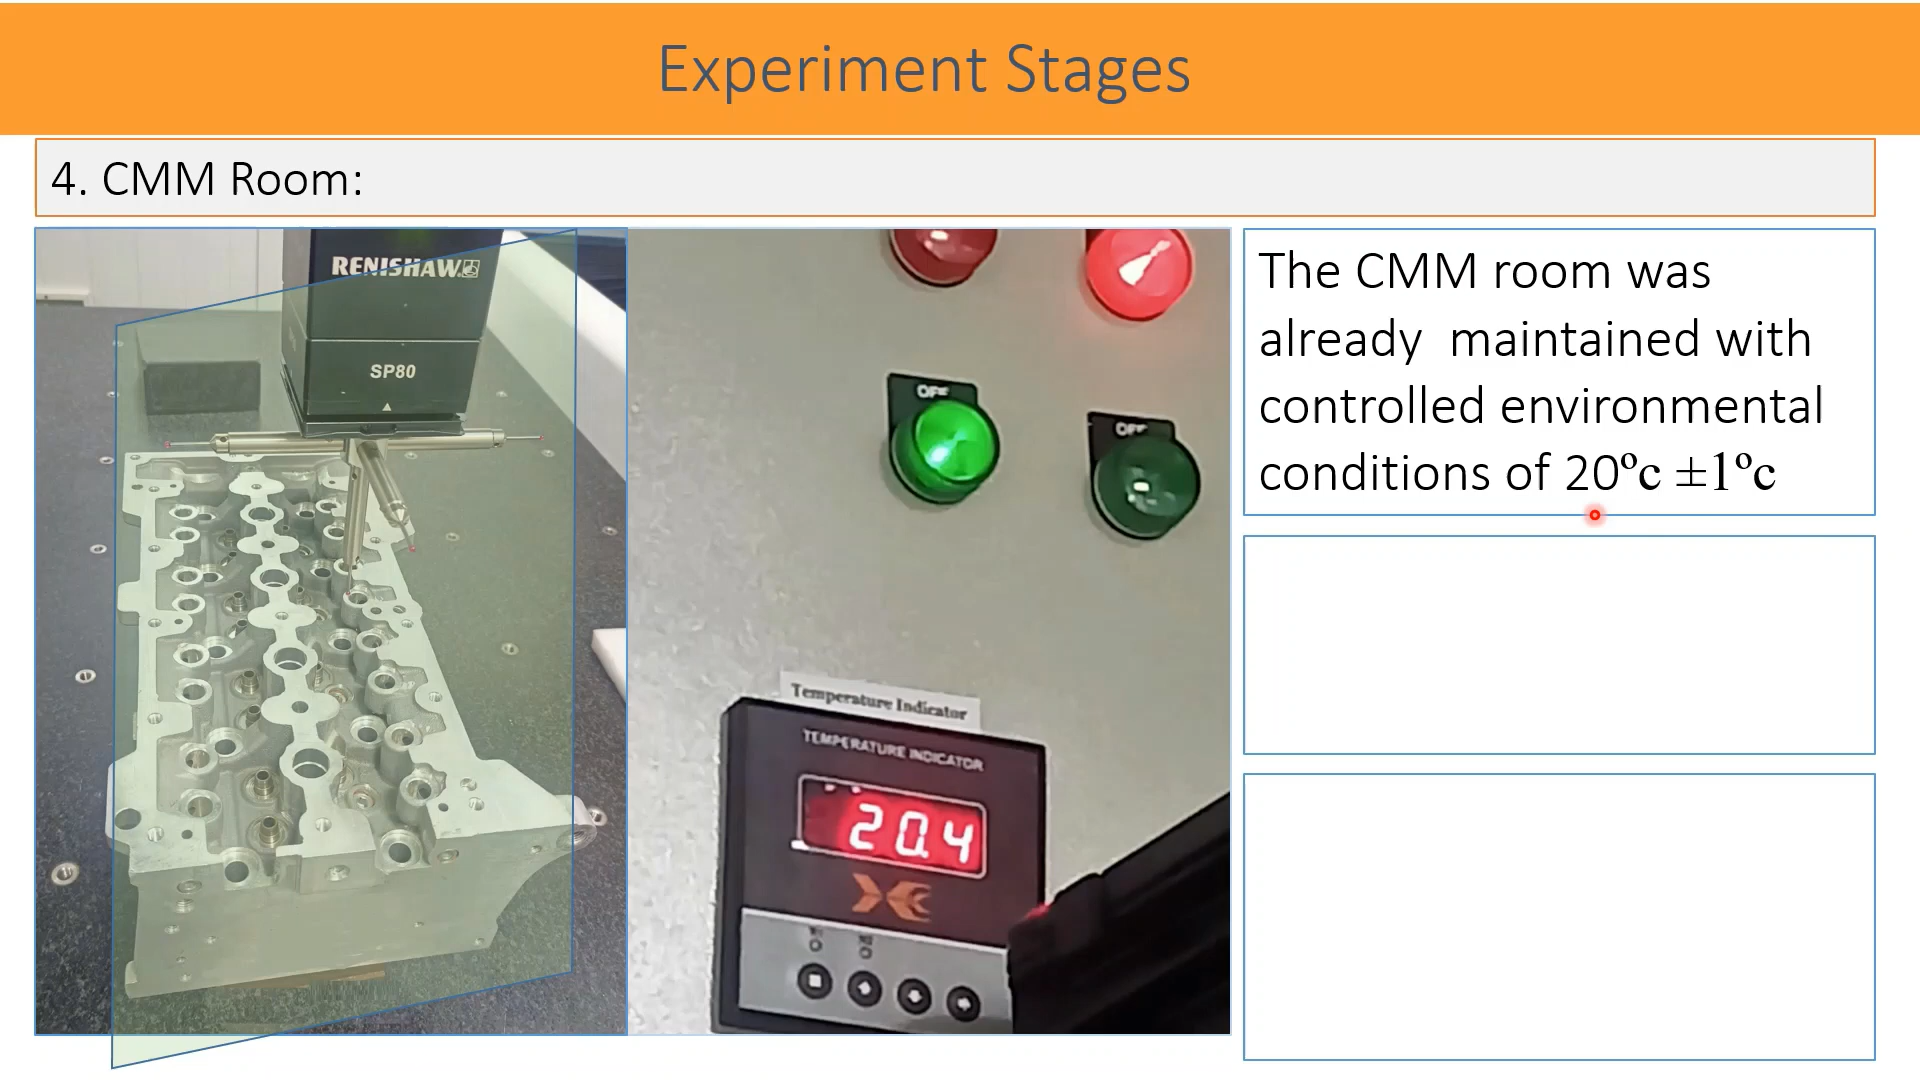 Experiment Stages
4. CMM Room:
RENISHAW
SP80
OFF
OFF
Temperature Indicator
TEMPERATURE INDICATOR
20.4
The CMM room was
already  maintained with
controlled environmental
conditions of 20ºc ±1ºc